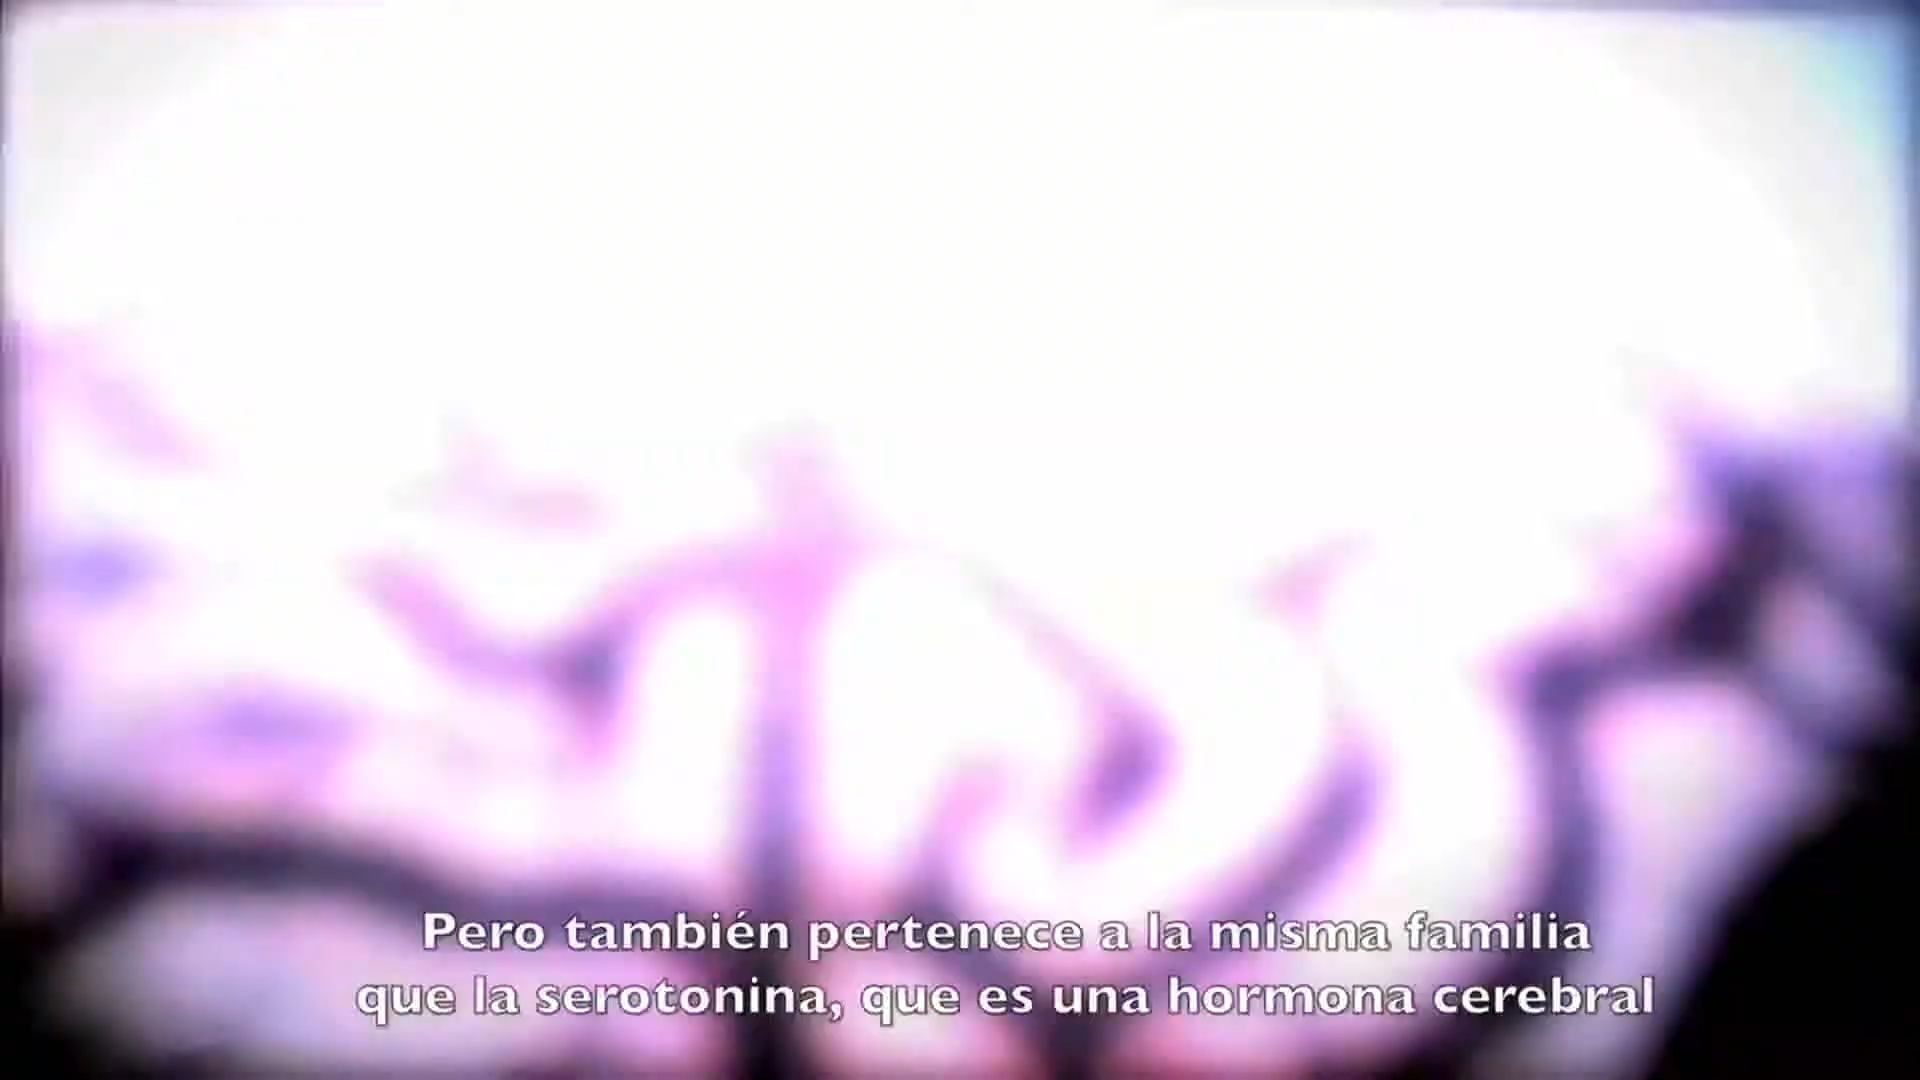 Pero también pertenece a la misma familia
que la serotonina, que es una hormona cerebral